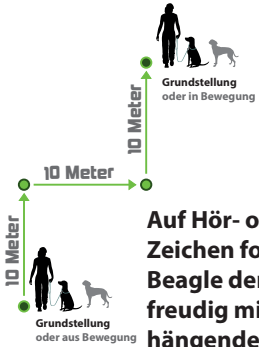 Grundstellung
oder in Bewegung
10 Meter
10 Meter
10 Meter
Auf Hör- o
Zeichen fo
Beagle der
freudig mi
hängende
Grundstellung
oder aus Bewegung